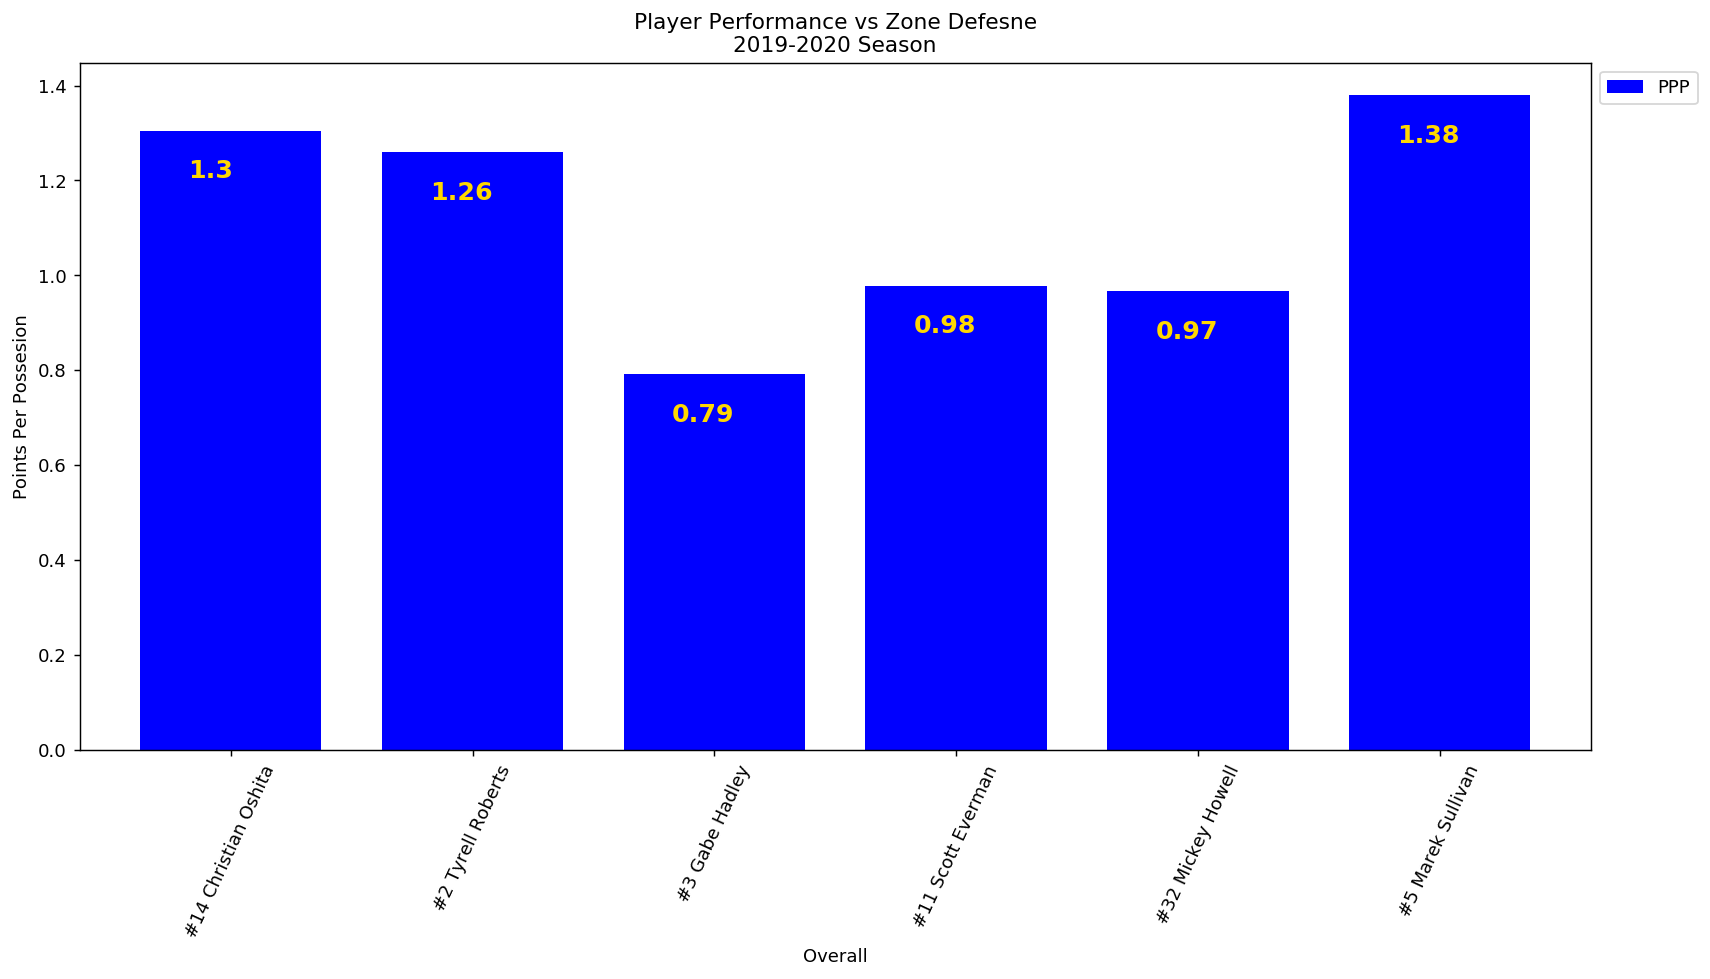 Player Performance vs Zone Defesne
2019-2020 Season
PPP
Points Per Possesion
1.4
1.2
1.0
0.8
0.6
0.4
0.2
0.0
1.3
1.26
0.79
0.98
0.97
1.38
#14 Christian Oshita
#2 Tyrell Roberts
#3 Gabe Hadley
#11 Scott Everman
#32 Mickey Howell
#5 Marek Sullivan
Overall